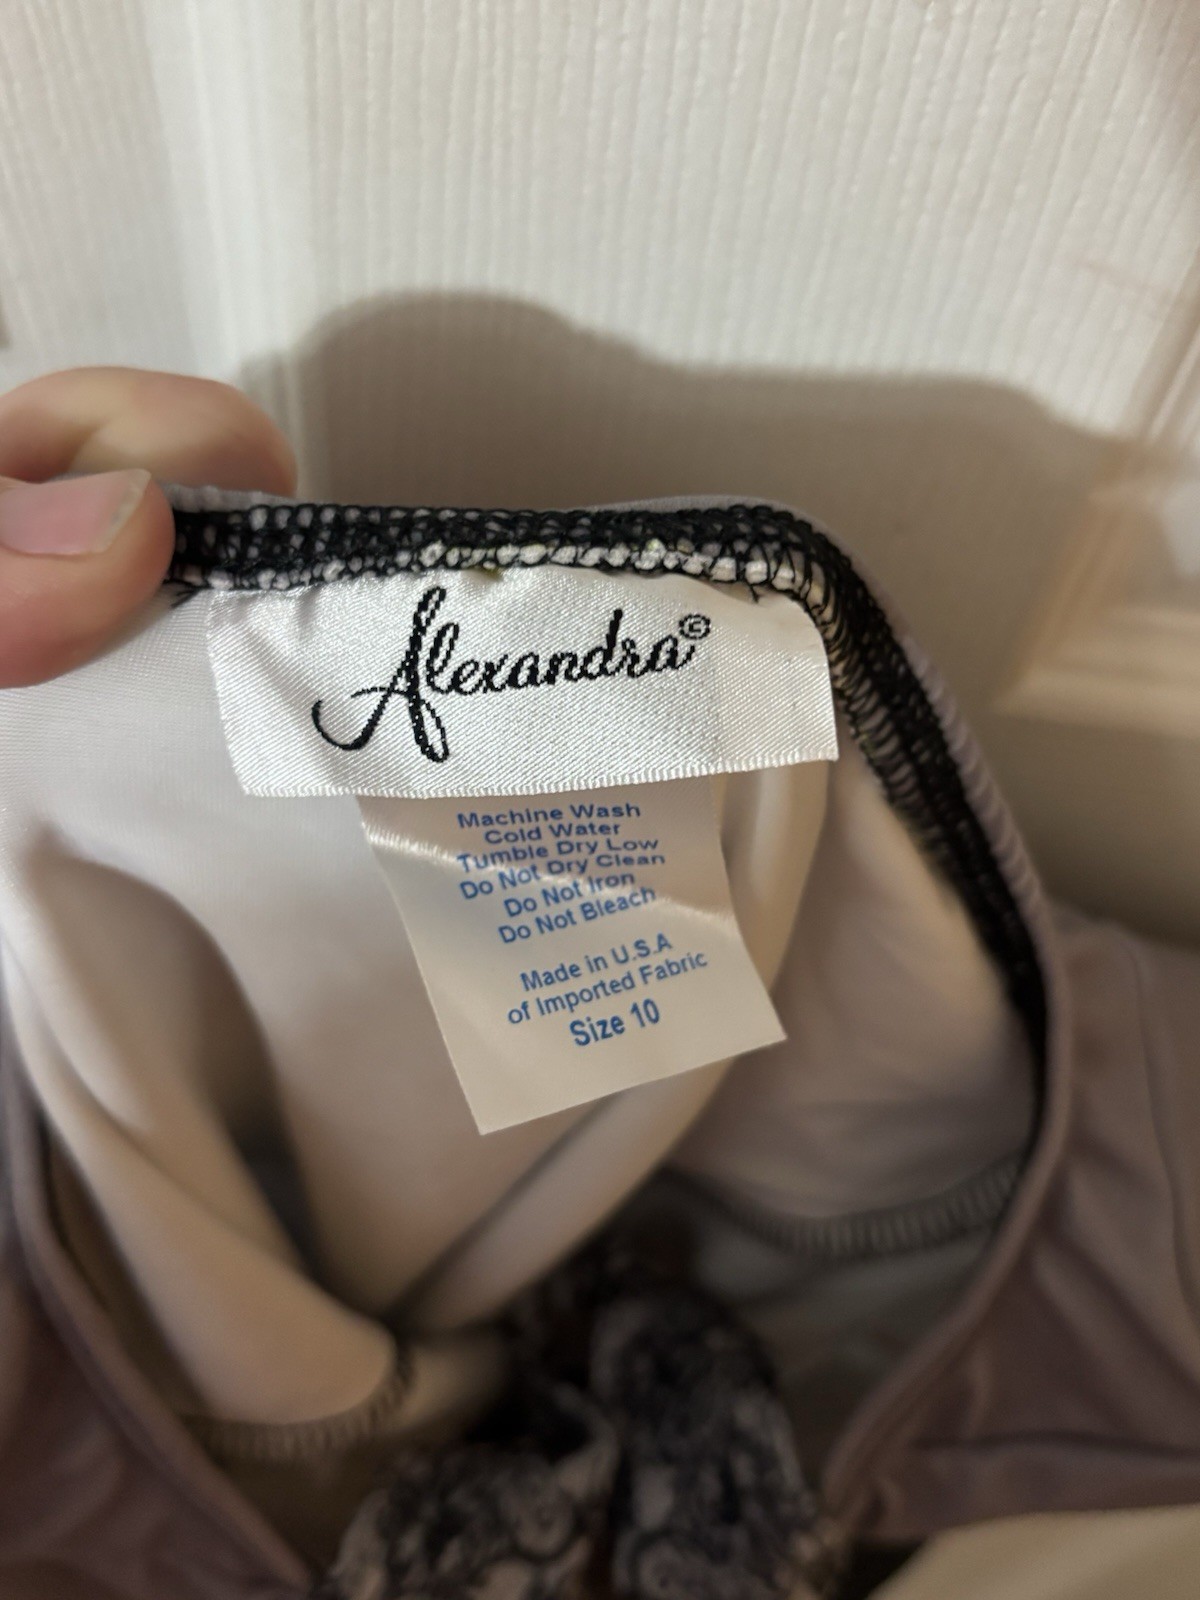 Alexandra©
Machine Wash
Cold Water
Tumble Dry Low
Do Not Dry Clean
Do Not Iron
Do Not Bleach
Made in U.S.A
of Imported Fabric
Size 10